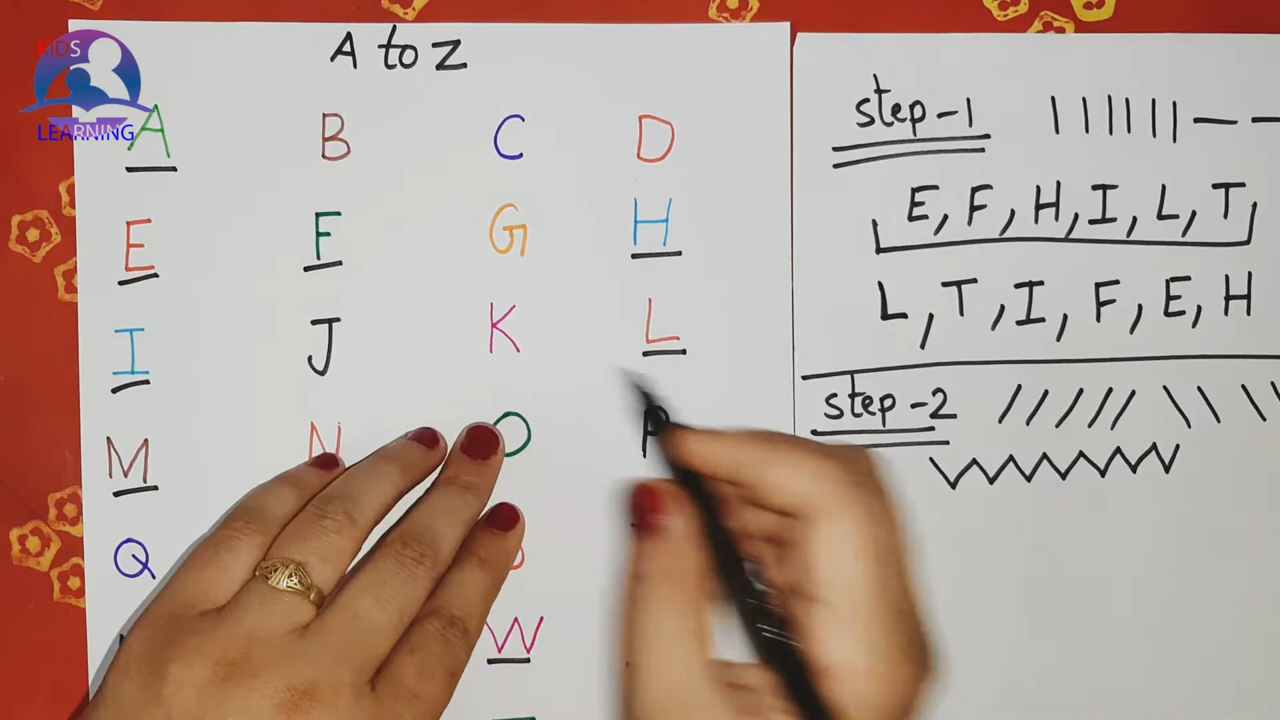 KIDS
LEARNING
A to Z
A B C D
E F G H
I J K L
M N O P
Q
W
step-1 | | | | | | — —
E, F, H, I, L, T
L, T, I, F, E, H
step-2 / / / / / \ \ \ \